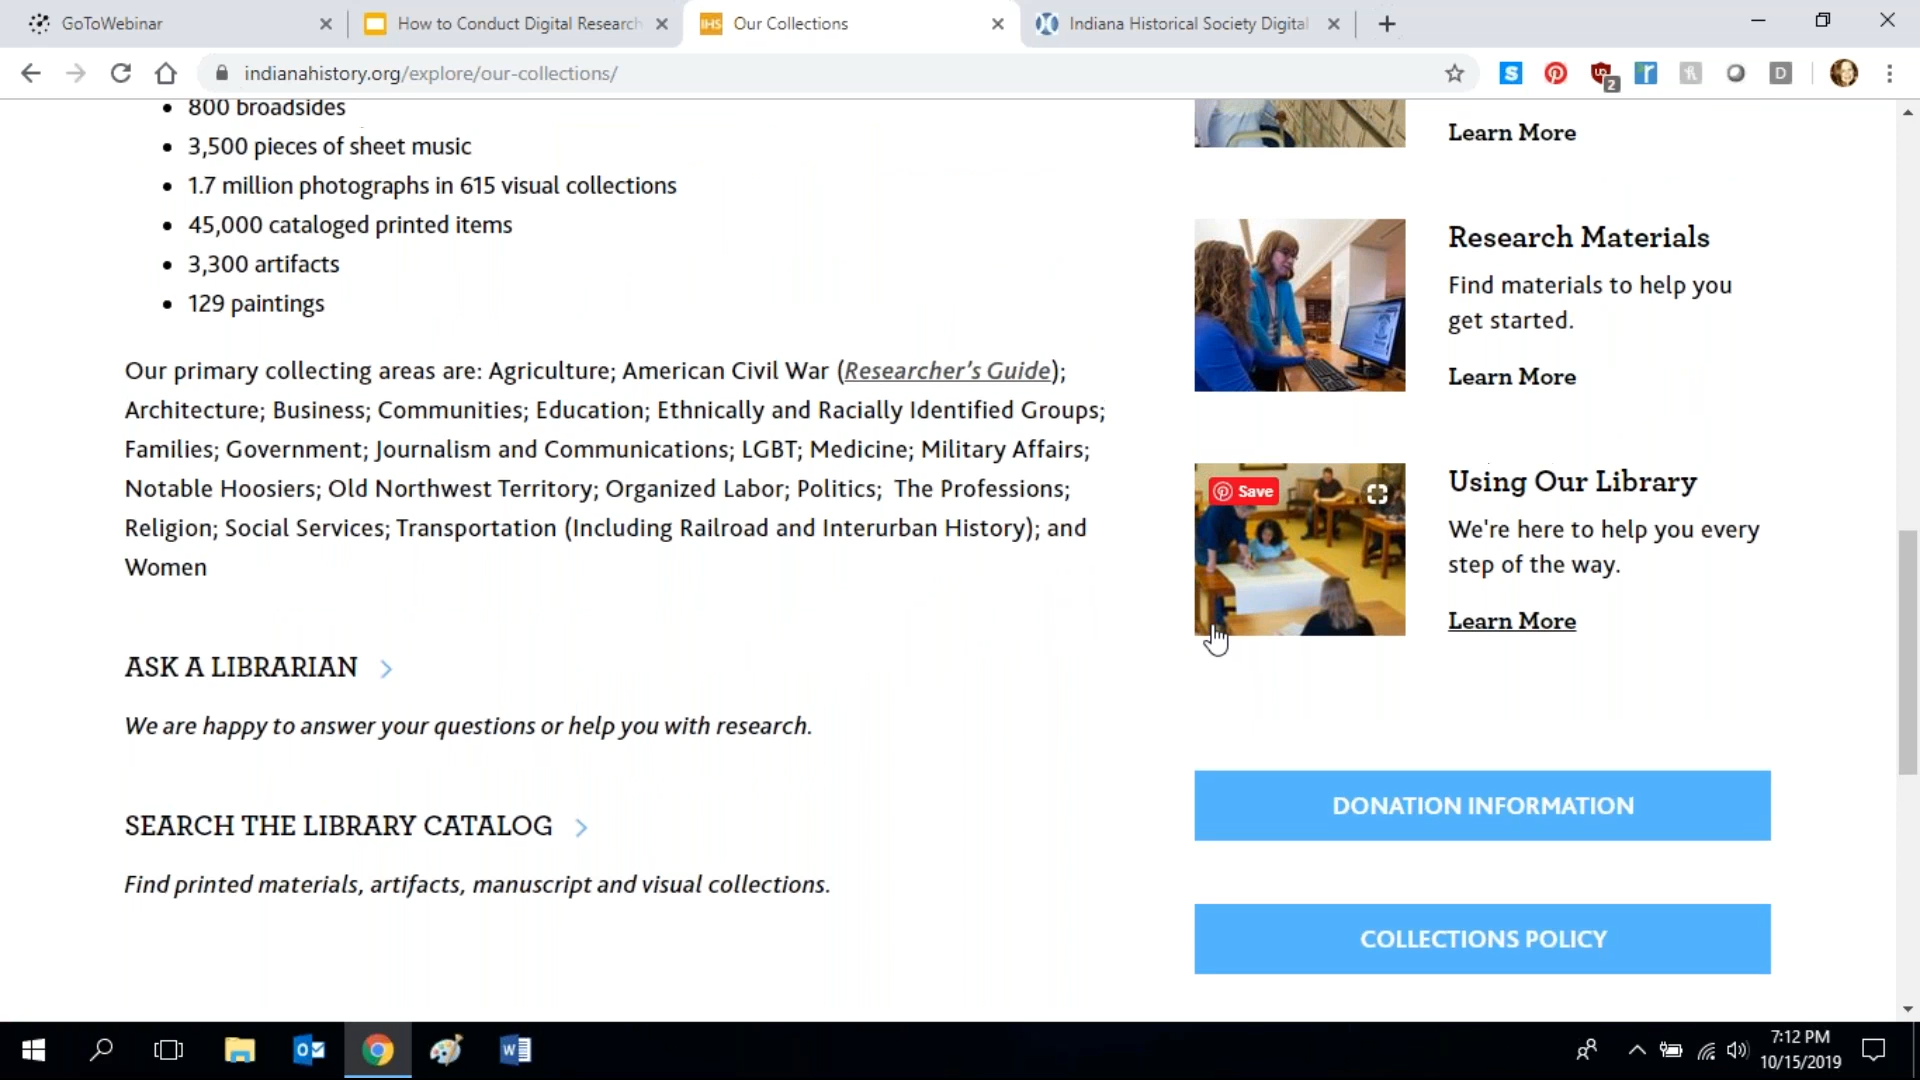 GoToWebinar
How to Conduct Digital Research
IHS Our Collections
Indiana Historical Society Digital
indianahistory.org/explore/our-collections/
2
D
800 broadsides
3,500 pieces of sheet music
1.7 million photographs in 615 visual collections
45,000 cataloged printed items
3,300 artifacts
129 paintings
Our primary collecting areas are: Agriculture; American Civil War (Researcher's Guide);
Architecture; Business; Communities; Education; Ethnically and Racially Identified Groups;
Families; Government; Journalism and Communications; LGBT; Medicine; Military Affairs;
Notable Hoosiers; Old Northwest Territory; Organized Labor; Politics; The Professions;
Religion; Social Services; Transportation (Including Railroad and Interurban History); and
Women
ASK A LIBRARIAN
We are happy to answer your questions or help you with research.
SEARCH THE LIBRARY CATALOG
Find printed materials, artifacts, manuscript and visual collections.
Learn More
Research Materials
Find materials to help you
get started.
Learn More
Save
Using Our Library
We're here to help you every
step of the way.
Learn More
DONATION INFORMATION
COLLECTIONS POLICY
7:12 PM
10/15/2019